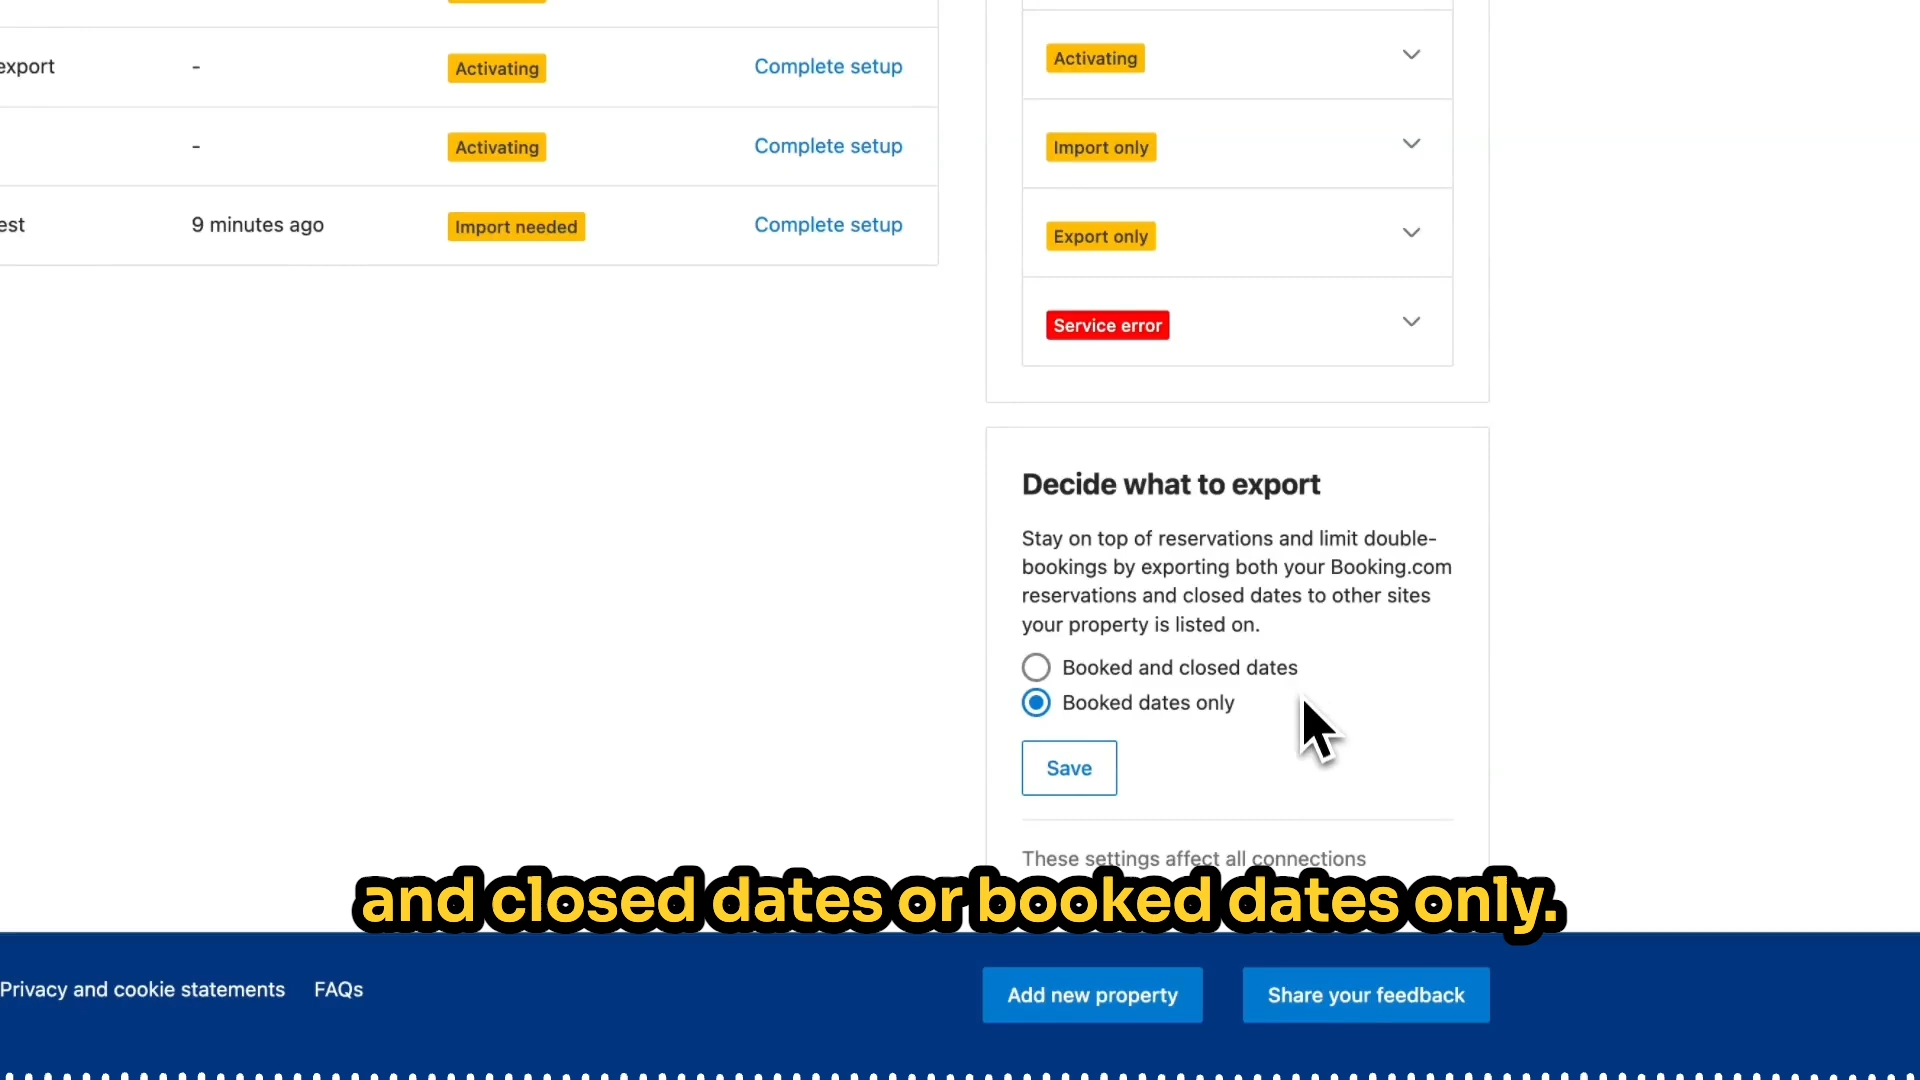 export - Activating Complete setup
- Activating Complete setup
est 9 minutes ago Import needed Complete setup
Activating
Import only
Export only
Service error
Decide what to export
Stay on top of reservations and limit double-
bookings by exporting both your Booking.com
reservations and closed dates to other sites
your property is listed on.
Booked and closed dates
Booked dates only
Save
These settings affect all connections
and closed dates or booked dates only.
Privacy and cookie statements FAQs
Add new property Share your feedback